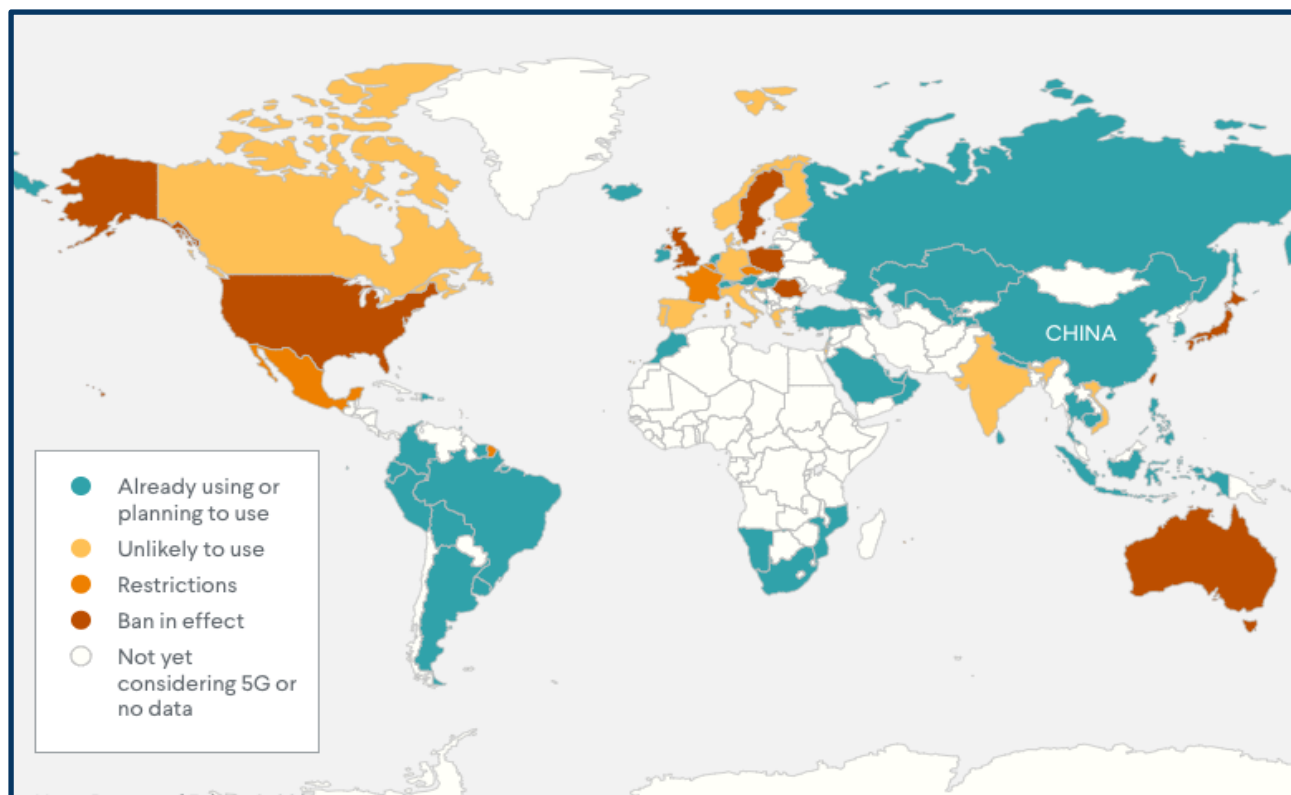 CHINA
Already using or
planning to use
Unlikely to use
Restrictions
Ban in effect
Not yet
considering 5G or
no data